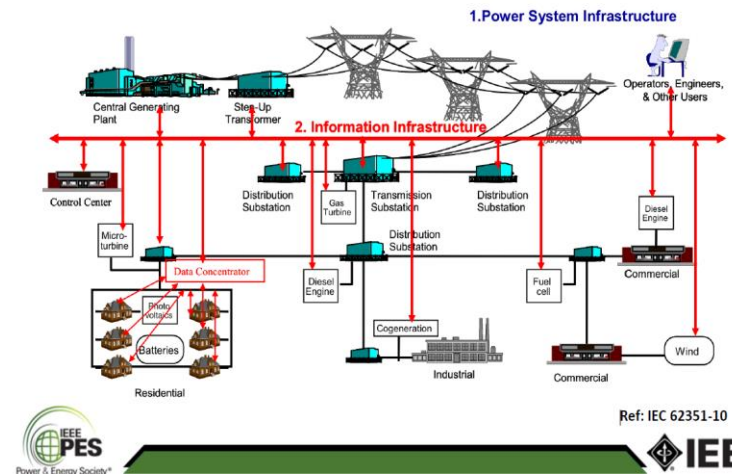 1.Power System Infrastructure
Central Generating
Plant
Step-Up
Transformer
Operators, Engineers,
& Other Users
2. Information Infrastructure
Control Center
Distribution
Substation
Gas
Turbine
Transmission
Substation
Distribution
Substation
Diesel
Engine
Micro-
turbine
Distribution
Substation
Data Concentrator
Commercial
Diesel
Engine
Fuel
cell
Photo
voltaics
Batteries
Cogeneration
Residential
Industrial
Commercial
Wind
Ref: IEC 62351-10
IEEE
PES
Power & Energy Society*
IEE